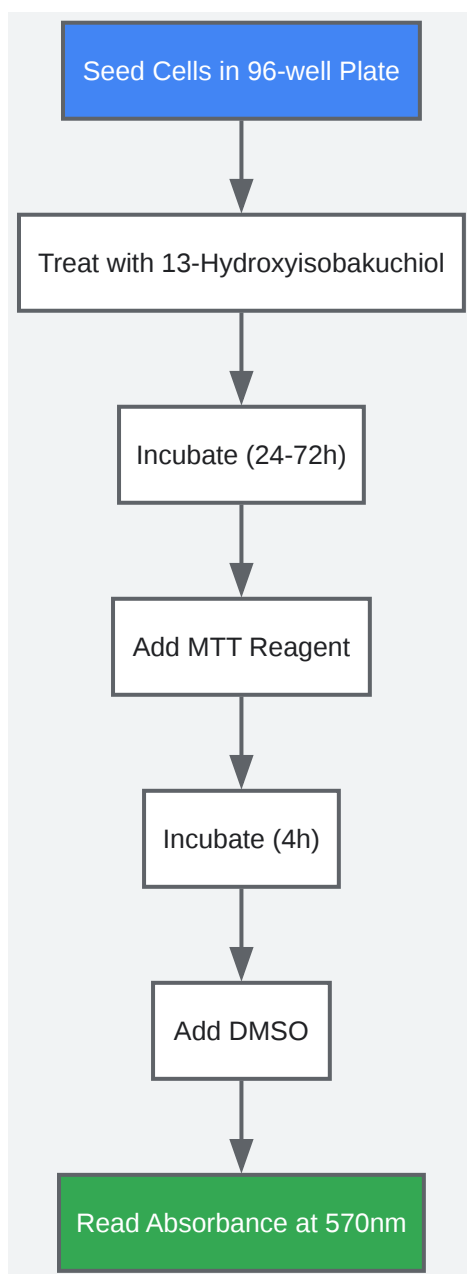 Seed Cells in 96-well Plate
Treat with 13-Hydroxyisobakuchiol
Incubate (24-72h)
Add MTT Reagent
Incubate (4h)
Add DMSO
Read Absorbance at 570nm